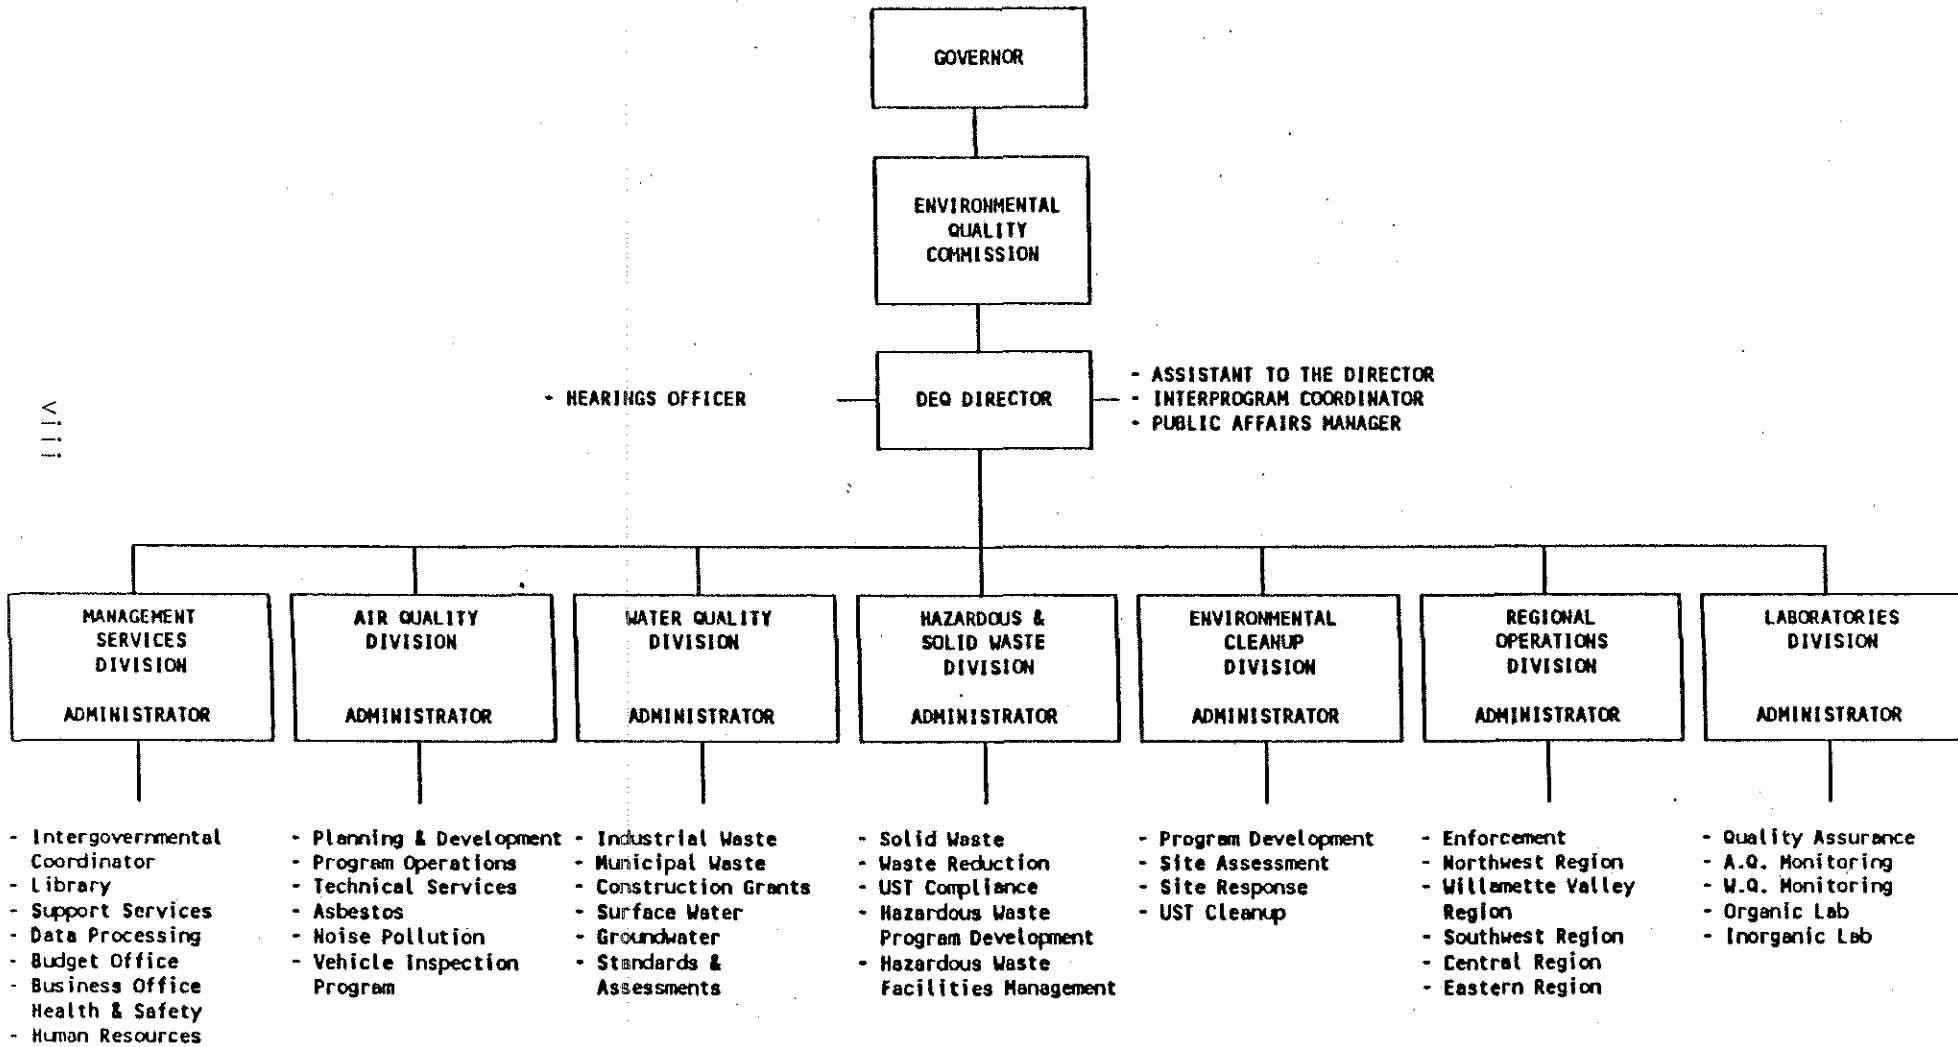 GOVERNOR
ENVIRONMENTAL
QUALITY
COMMISSION
- HEARINGS OFFICER
DEQ DIRECTOR
- ASSISTANT TO THE DIRECTOR
- INTERPROGRAM COORDINATOR
- PUBLIC AFFAIRS MANAGER
viii
MANAGEMENT
SERVICES
DIVISION
ADMINISTRATOR
- Intergovernmental
Coordinator
- Library
- Support Services
- Data Processing
- Budget Office
- Business Office
Health & Safety
- Human Resources
AIR QUALITY
DIVISION
ADMINISTRATOR
- Planning & Development
- Program Operations
- Technical Services
- Asbestos
- Noise Pollution
- Vehicle Inspection
Program
WATER QUALITY
DIVISION
ADMINISTRATOR
- Industrial Waste
- Municipal Waste
- Construction Grants
- Surface Water
- Groundwater
- Standards &
Assessments
HAZARDOUS &
SOLID WASTE
DIVISION
ADMINISTRATOR
- Solid Waste
- Waste Reduction
- UST Compliance
- Hazardous Waste
Program Development
- Hazardous Waste
Facilities Management
ENVIRONMENTAL
CLEANUP
DIVISION
ADMINISTRATOR
- Program Development
- Site Assessment
- Site Response
- UST Cleanup
REGIONAL
OPERATIONS
DIVISION
ADMINISTRATOR
- Enforcement
- Northwest Region
- Willamette Valley
Region
- Southwest Region
- Central Region
- Eastern Region
LABORATORIES
DIVISION
ADMINISTRATOR
- Quality Assurance
- A.Q. Monitoring
- W.Q. Monitoring
- Organic Lab
- Inorganic Lab